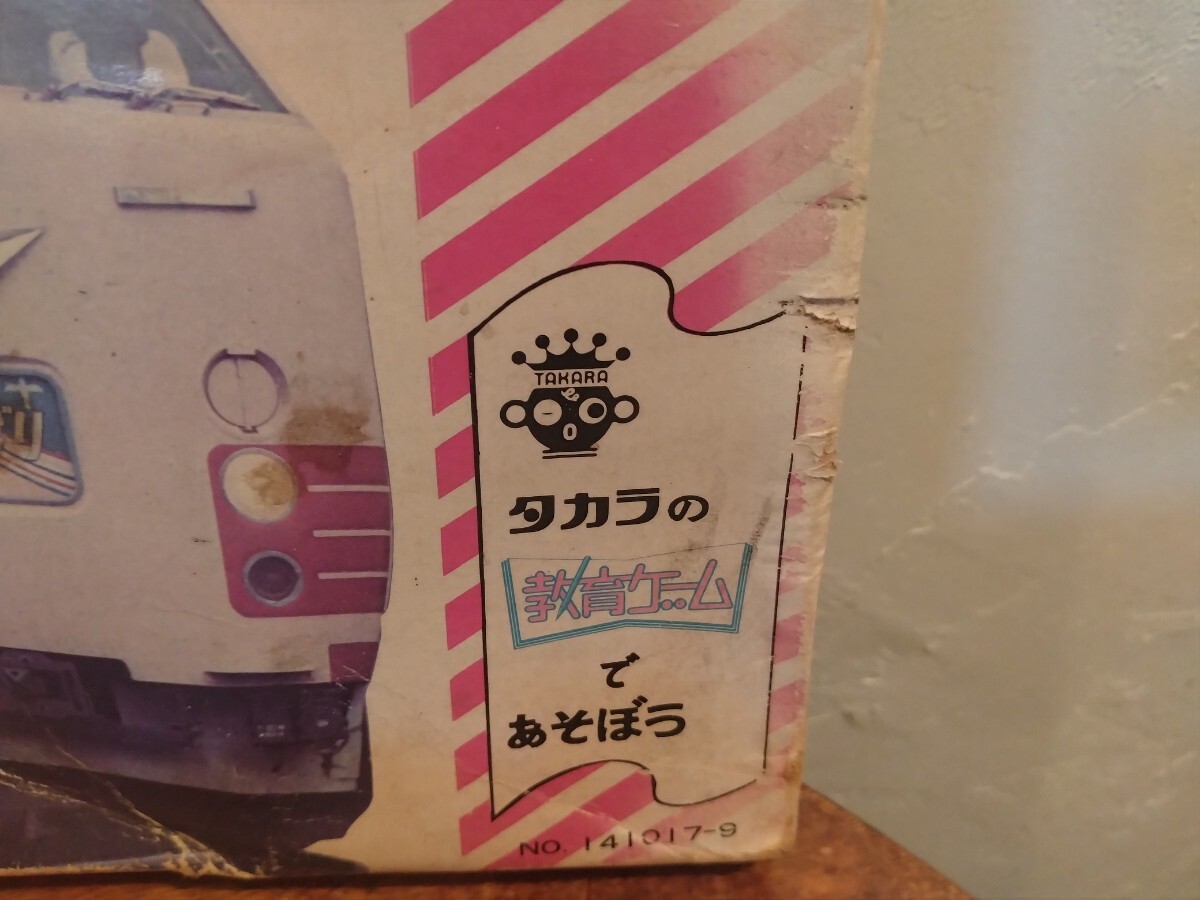 TAKARA
タカラの
教育ゲーム
で
あそぼう
NO. 141017-9